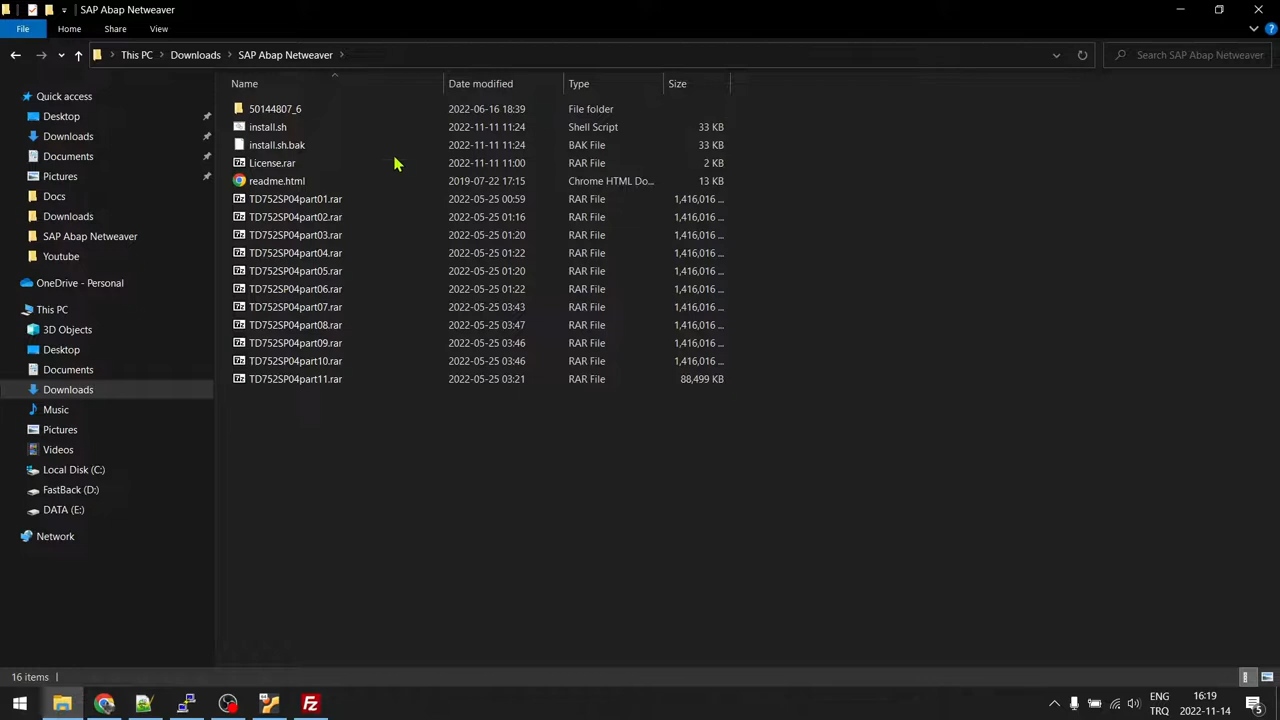 SAP Abap Netweaver
File Home Share View
This PC Downloads SAP Abap Netweaver Search SAP Abap Netweaver
Name Date modified Type Size
Quick access
Desktop
Downloads
Documents
Pictures
Docs
Downloads
SAP Abap Netweaver
Youtube
OneDrive - Personal
This PC
3D Objects
Desktop
Documents
Downloads
Music
Pictures
Videos
Local Disk (C:)
FastBack (D:)
DATA (E:)
Network
50144807_6 2022-06-16 18:39 File folder
install.sh 2022-11-11 11:24 Shell Script 33 KB
install.sh.bak 2022-11-11 11:24 BAK File 33 KB
License.rar 2022-11-11 11:00 RAR File 2 KB
readme.html 2019-07-22 17:15 Chrome HTML Do... 13 KB
TD752SP04part01.rar 2022-05-25 00:59 RAR File 1,416,016 ...
TD752SP04part02.rar 2022-05-25 01:16 RAR File 1,416,016 ...
TD752SP04part03.rar 2022-05-25 01:20 RAR File 1,416,016 ...
TD752SP04part04.rar 2022-05-25 01:22 RAR File 1,416,016 ...
TD752SP04part05.rar 2022-05-25 01:20 RAR File 1,416,016 ...
TD752SP04part06.rar 2022-05-25 01:22 RAR File 1,416,016 ...
TD752SP04part07.rar 2022-05-25 03:43 RAR File 1,416,016 ...
TD752SP04part08.rar 2022-05-25 03:47 RAR File 1,416,016 ...
TD752SP04part09.rar 2022-05-25 03:46 RAR File 1,416,016 ...
TD752SP04part10.rar 2022-05-25 03:46 RAR File 1,416,016 ...
TD752SP04part11.rar 2022-05-25 03:21 RAR File 88,499 KB
16 items
ENG 16:19
TRQ 2022-11-14 5